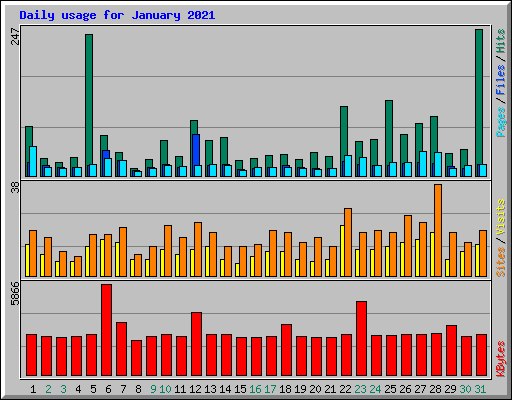 Daily usage for January 2021
247
Pages / Files / Hits
38
Sites / Visits
5866
KBytes
1 2 3 4 5 6 7 8 9 10 11 12 13 14 15 16 17 18 19 20 21 22 23 24 25 26 27 28 29 30 31